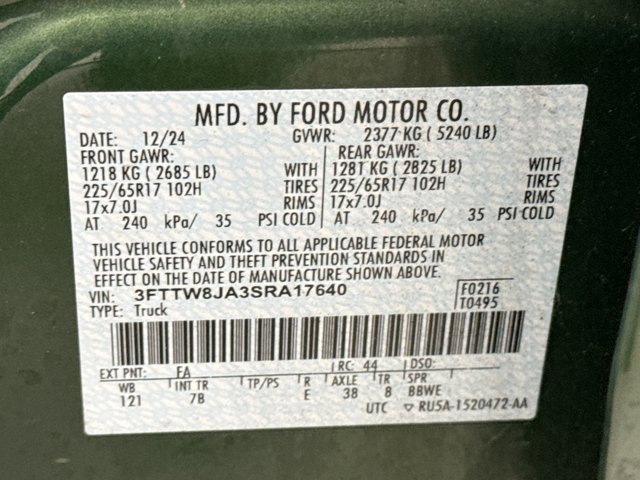 MFD. BY FORD MOTOR CO.
DATE: 12/24 GVWR: 2377 KG ( 5240 LB)
FRONT GAWR: REAR GAWR:
1218 KG ( 2685 LB) WITH 1281 KG ( 2825 LB) WITH
225/65R17 102H TIRES 225/65R17 102H TIRES
17x7.0J RIMS 17x7.0J RIMS
AT 240 kPa/ 35 PSI COLD AT 240 kPa/ 35 PSI COLD
THIS VEHICLE CONFORMS TO ALL APPLICABLE FEDERAL MOTOR
VEHICLE SAFETY AND THEFT PREVENTION STANDARDS
IN EFFECT ON THE DATE OF MANUFACTURE SHOWN ABOVE.
VIN: 3FTTW8JA3SRA17640 F0216
TYPE: Truck T0495
EXT PNT: FA RC: 44 DSO:
WB INT TR TP/PS R AXLE TR SPR
121 7B E 38 8 BBWE
UTC ▽ RU5A-1520472-AA